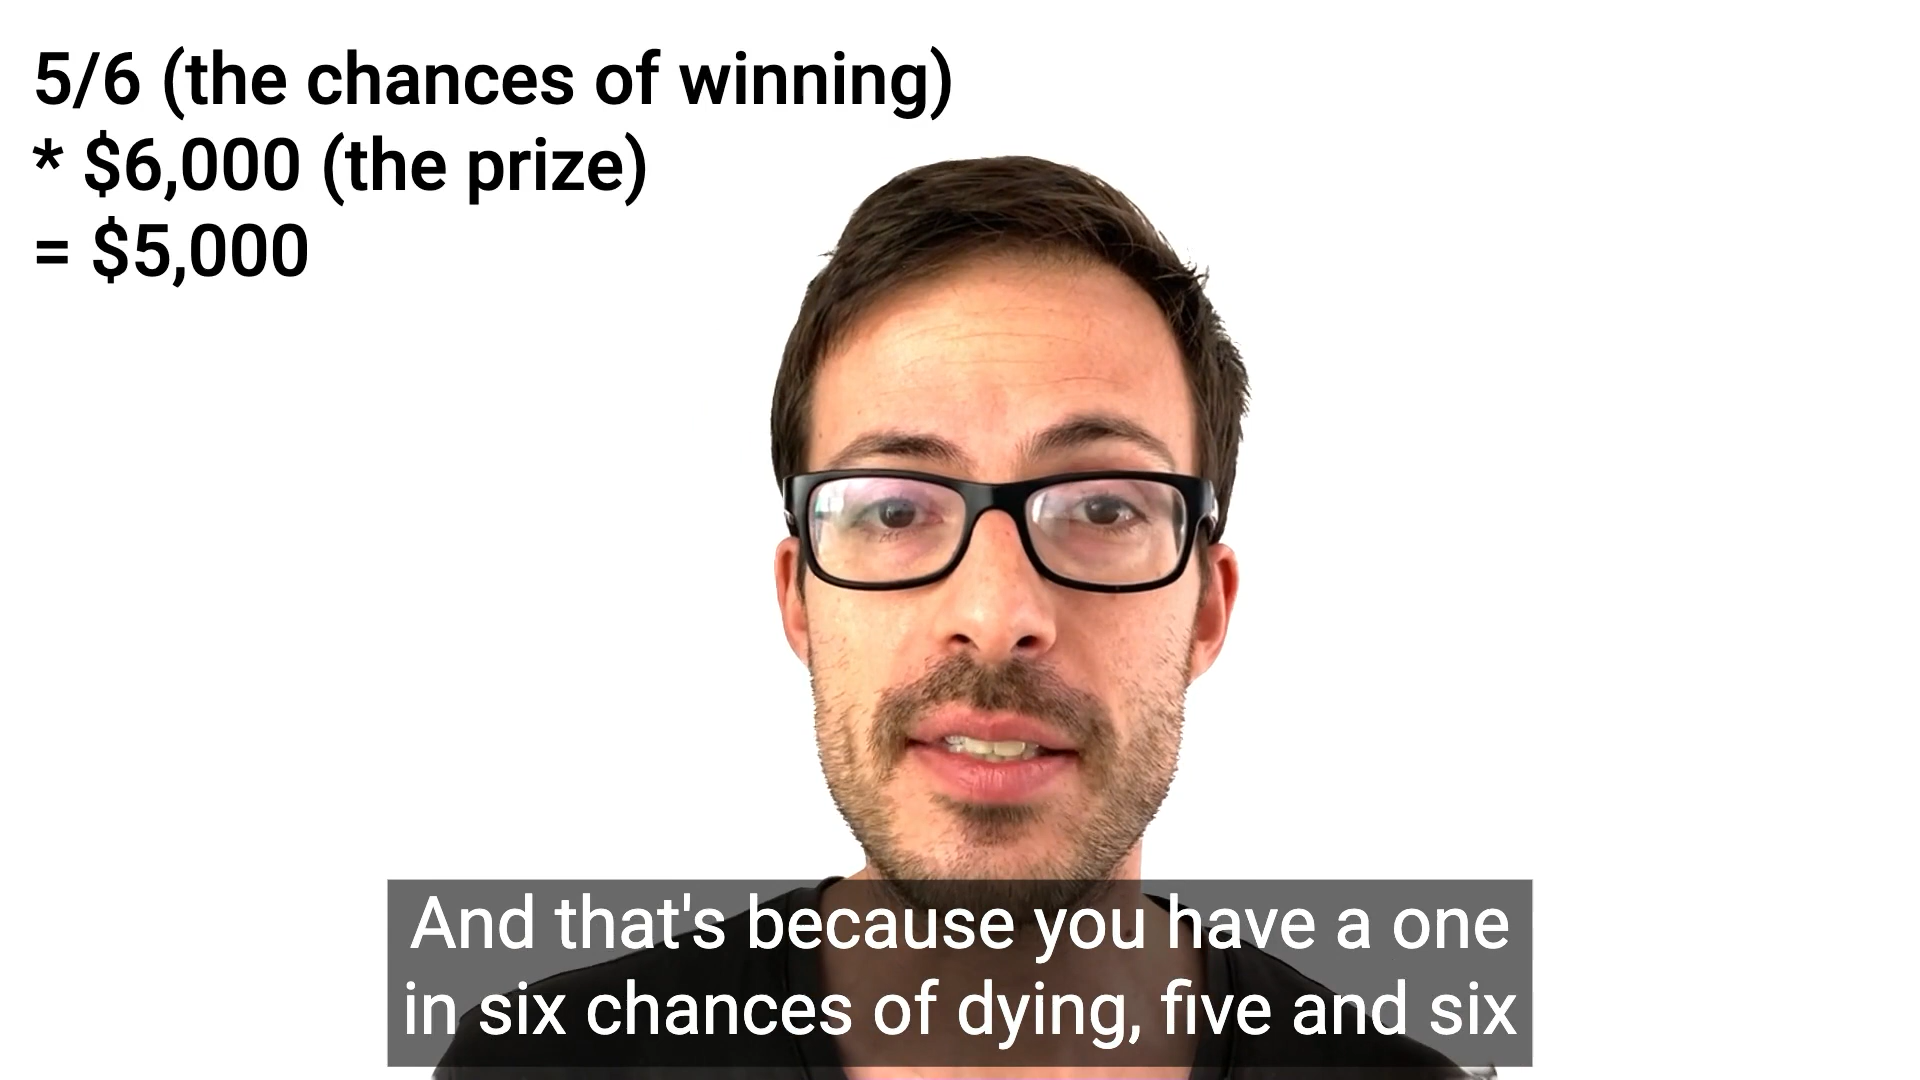 5/6 (the chances of winning)
* $6,000 (the prize)
= $5,000
And that's because you have a one
in six chances of dying, five and six